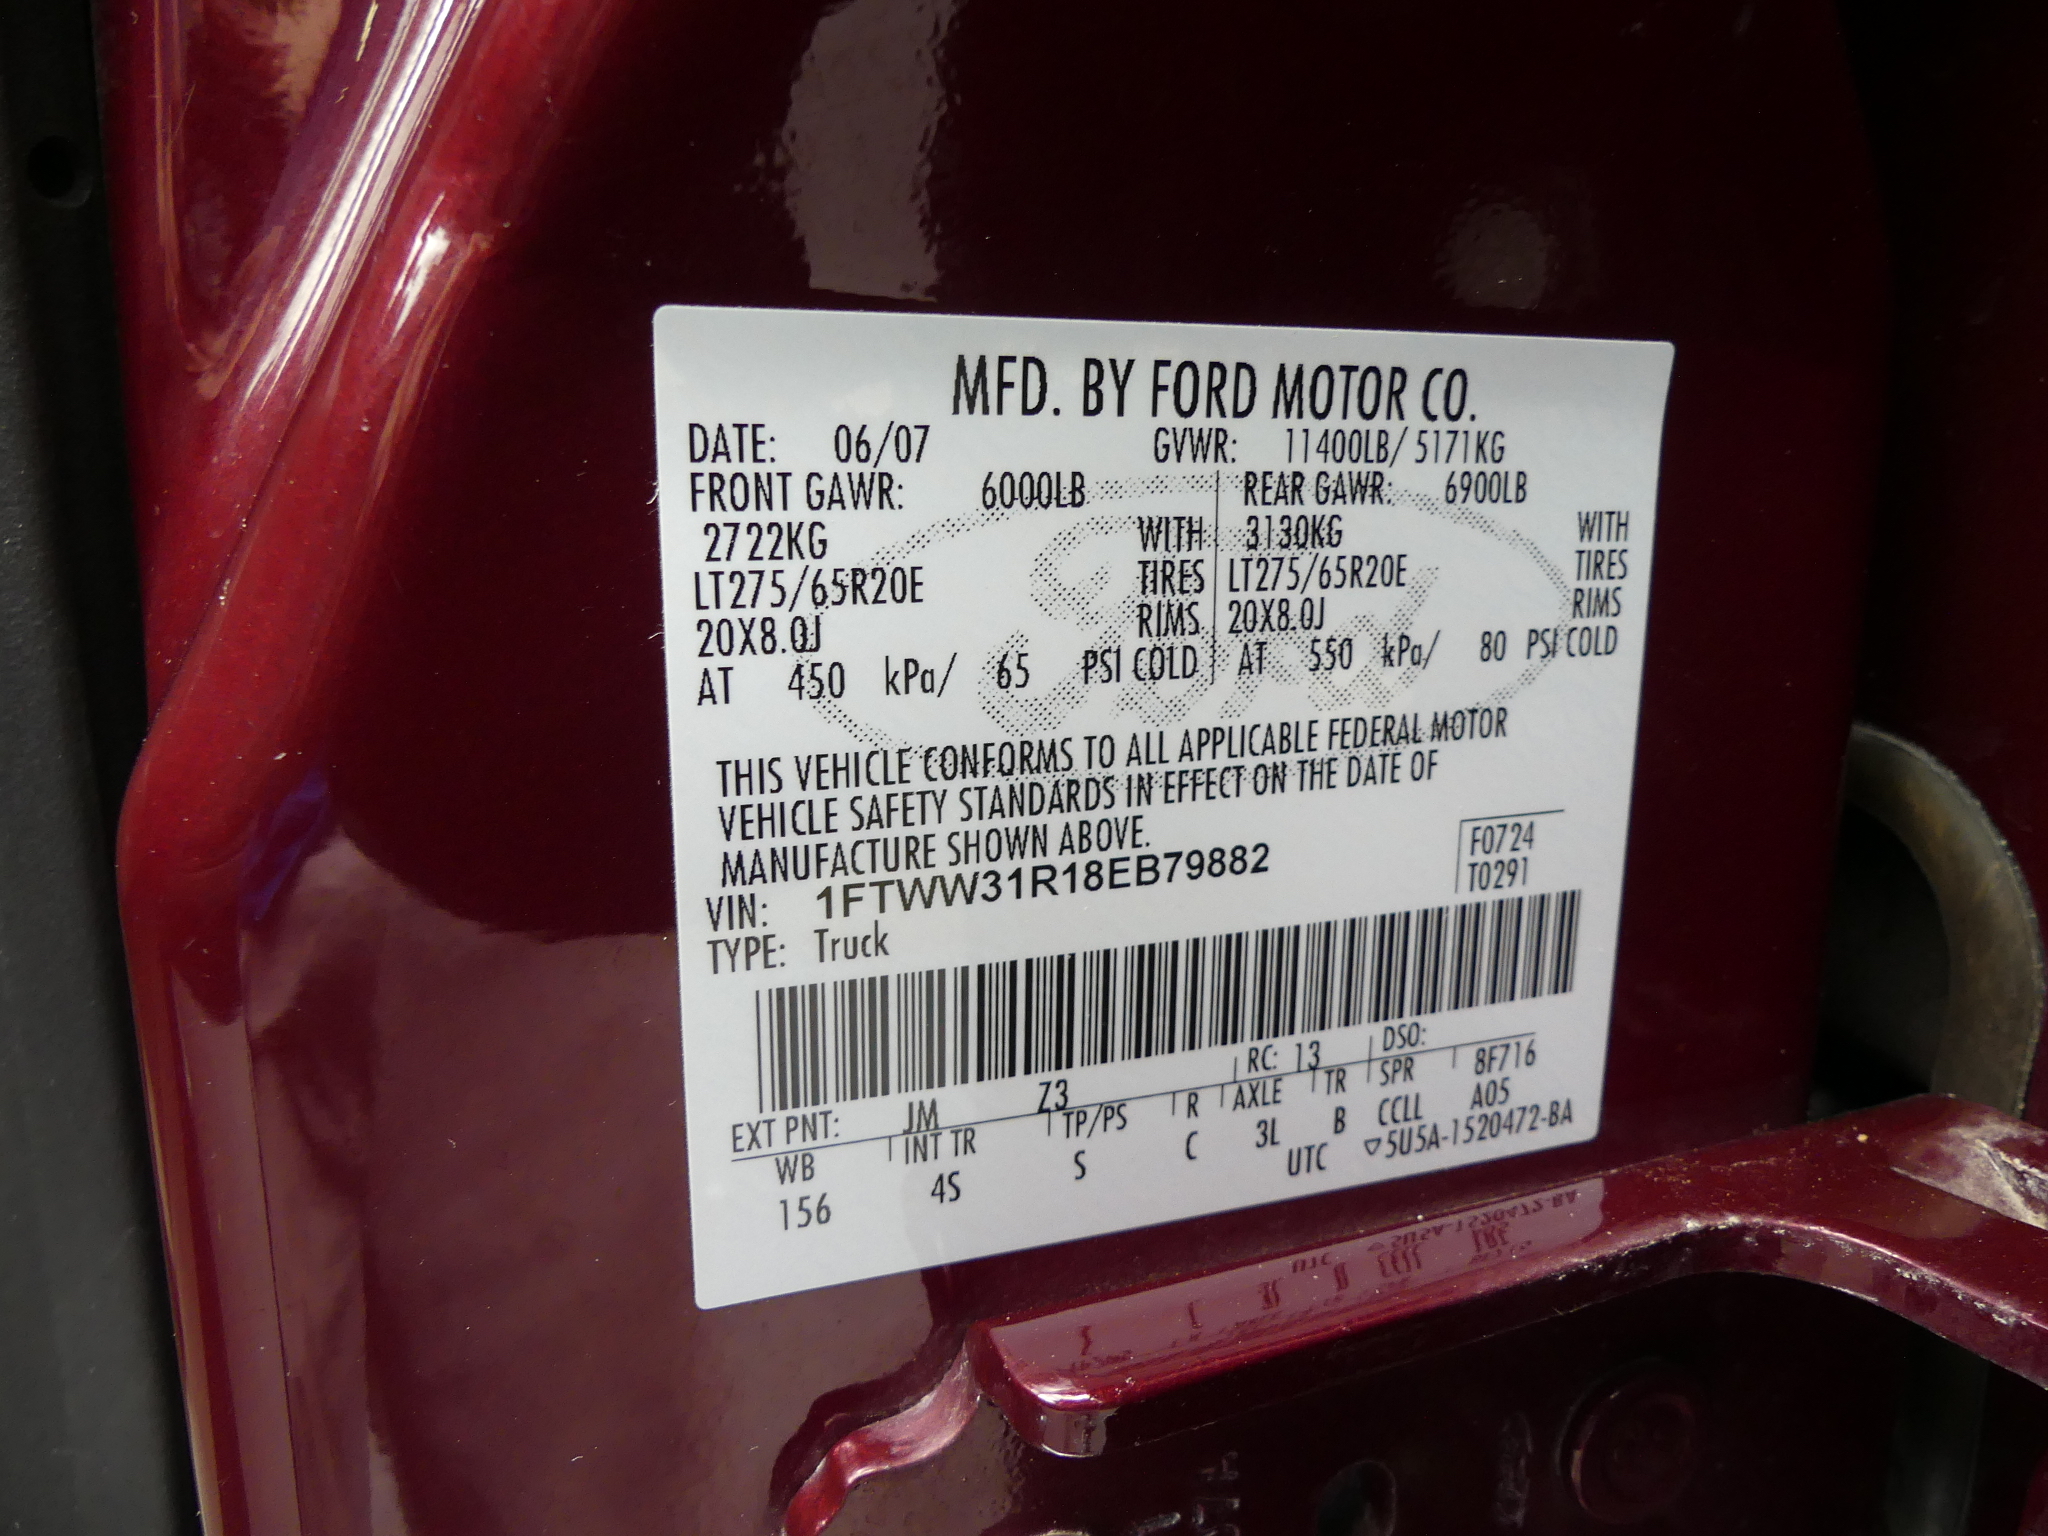 MFD. BY FORD MOTOR CO.
DATE: 06/07 GVWR: 11400LB/ 5171KG
FRONT GAWR: 6000LB REAR GAWR: 6900LB
2722KG WITH 3130KG WITH
LT275/65R20E TIRES LT275/65R20E TIRES
20X8.0J RIMS 20X8.0J RIMS
AT 450 kPa/ 65 PSI COLD AT 550 kPa/ 80 PSI COLD
Ford
THIS VEHICLE CONFORMS TO ALL APPLICABLE FEDERAL MOTOR
VEHICLE SAFETY STANDARDS IN EFFECT ON THE DATE OF
MANUFACTURE SHOWN ABOVE.
VIN: 1FTWW31R18EB79882 F0724
TYPE: Truck T0291
EXT PNT: JM Z3 RC: 13 DSO:
WB INT TR TP/PS R AXLE TR SPR 8F716
156 4S S C 3L B CCLL A05
UTC ▽5U5A-1520472-BA